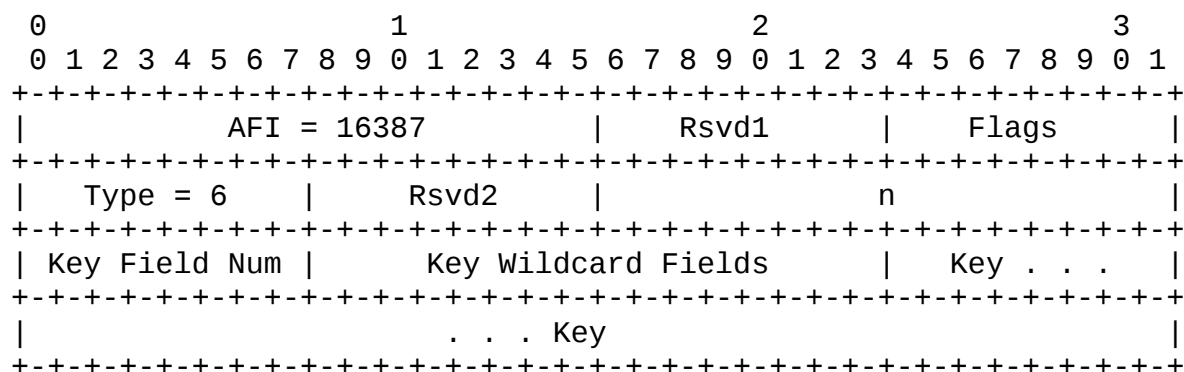 0                   1                   2                   3
 0 1 2 3 4 5 6 7 8 9 0 1 2 3 4 5 6 7 8 9 0 1 2 3 4 5 6 7 8 9 0 1
+-+-+-+-+-+-+-+-+-+-+-+-+-+-+-+-+-+-+-+-+-+-+-+-+-+-+-+-+-+-+-+-+
|           AFI = 16387         |     Rsvd1     |     Flags     |
+-+-+-+-+-+-+-+-+-+-+-+-+-+-+-+-+-+-+-+-+-+-+-+-+-+-+-+-+-+-+-+-+
|   Type = 6    |     Rsvd2     |               n               |
+-+-+-+-+-+-+-+-+-+-+-+-+-+-+-+-+-+-+-+-+-+-+-+-+-+-+-+-+-+-+-+-+
| Key Field Num |      Key Wildcard Fields      |   Key . . .   |
+-+-+-+-+-+-+-+-+-+-+-+-+-+-+-+-+-+-+-+-+-+-+-+-+-+-+-+-+-+-+-+-+
|                       . . . Key                               |
+-+-+-+-+-+-+-+-+-+-+-+-+-+-+-+-+-+-+-+-+-+-+-+-+-+-+-+-+-+-+-+-+